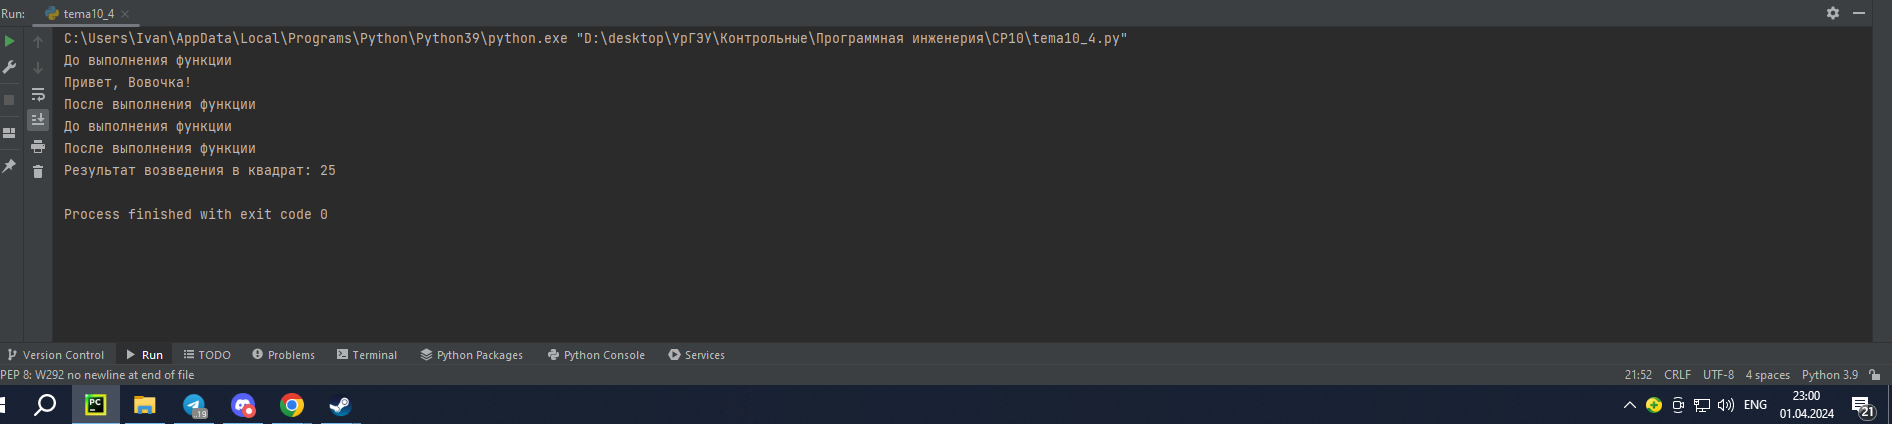 Run: tema10_4
C:\Users\Ivan\AppData\Local\Programs\Python\Python39\python.exe "D:\desktop\УрГЭУ\Контрольные\Программная инженерия\СР10\tema10_4.py"
До выполнения функции
Привет, Вовочка!
После выполнения функции
До выполнения функции
После выполнения функции
Результат возведения в квадрат: 25
Process finished with exit code 0
Version Control Run TODO Problems Terminal Python Packages Python Console Services
PEP 8: W292 no newline at end of file 21:52 CRLF UTF-8 4 spaces Python 3.9
PC .19 ENG 23:00
01.04.2024 21